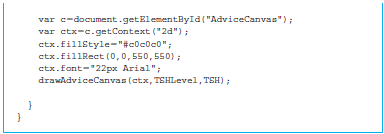 var c=document.getElementById("AdviceCanvas");
var ctx=c.getContext("2d");
ctx.fillStyle="#c0c0c0";
ctx.fillRect(0,0,550,550);
ctx.font="22px Arial";
drawAdviceCanvas(ctx,TSHLevel,TSH);
}
}